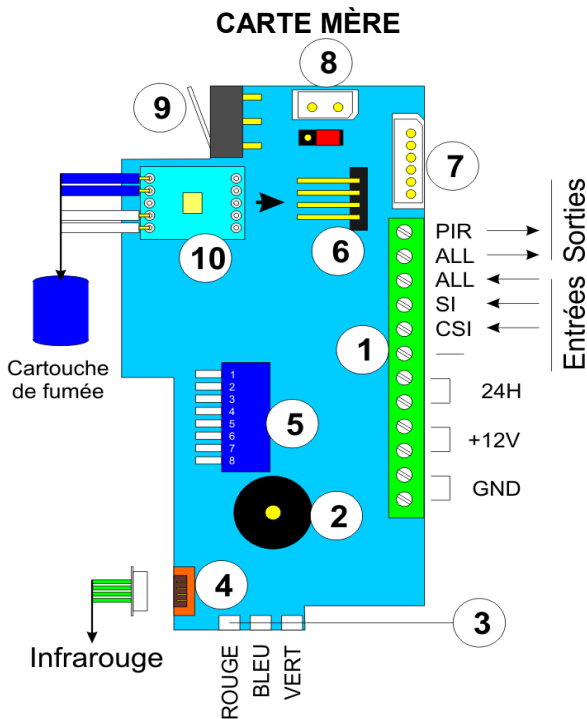 CARTE MÈRE
8
9
7
10
6
PIR
ALL
ALL
SI
CSI
Sorties
Entrées
1
24H
+12V
GND
Cartouche
de fumée
1
2
3
4
5
6
7
8
5
2
4
3
Infrarouge
ROUGE
BLEU
VERT